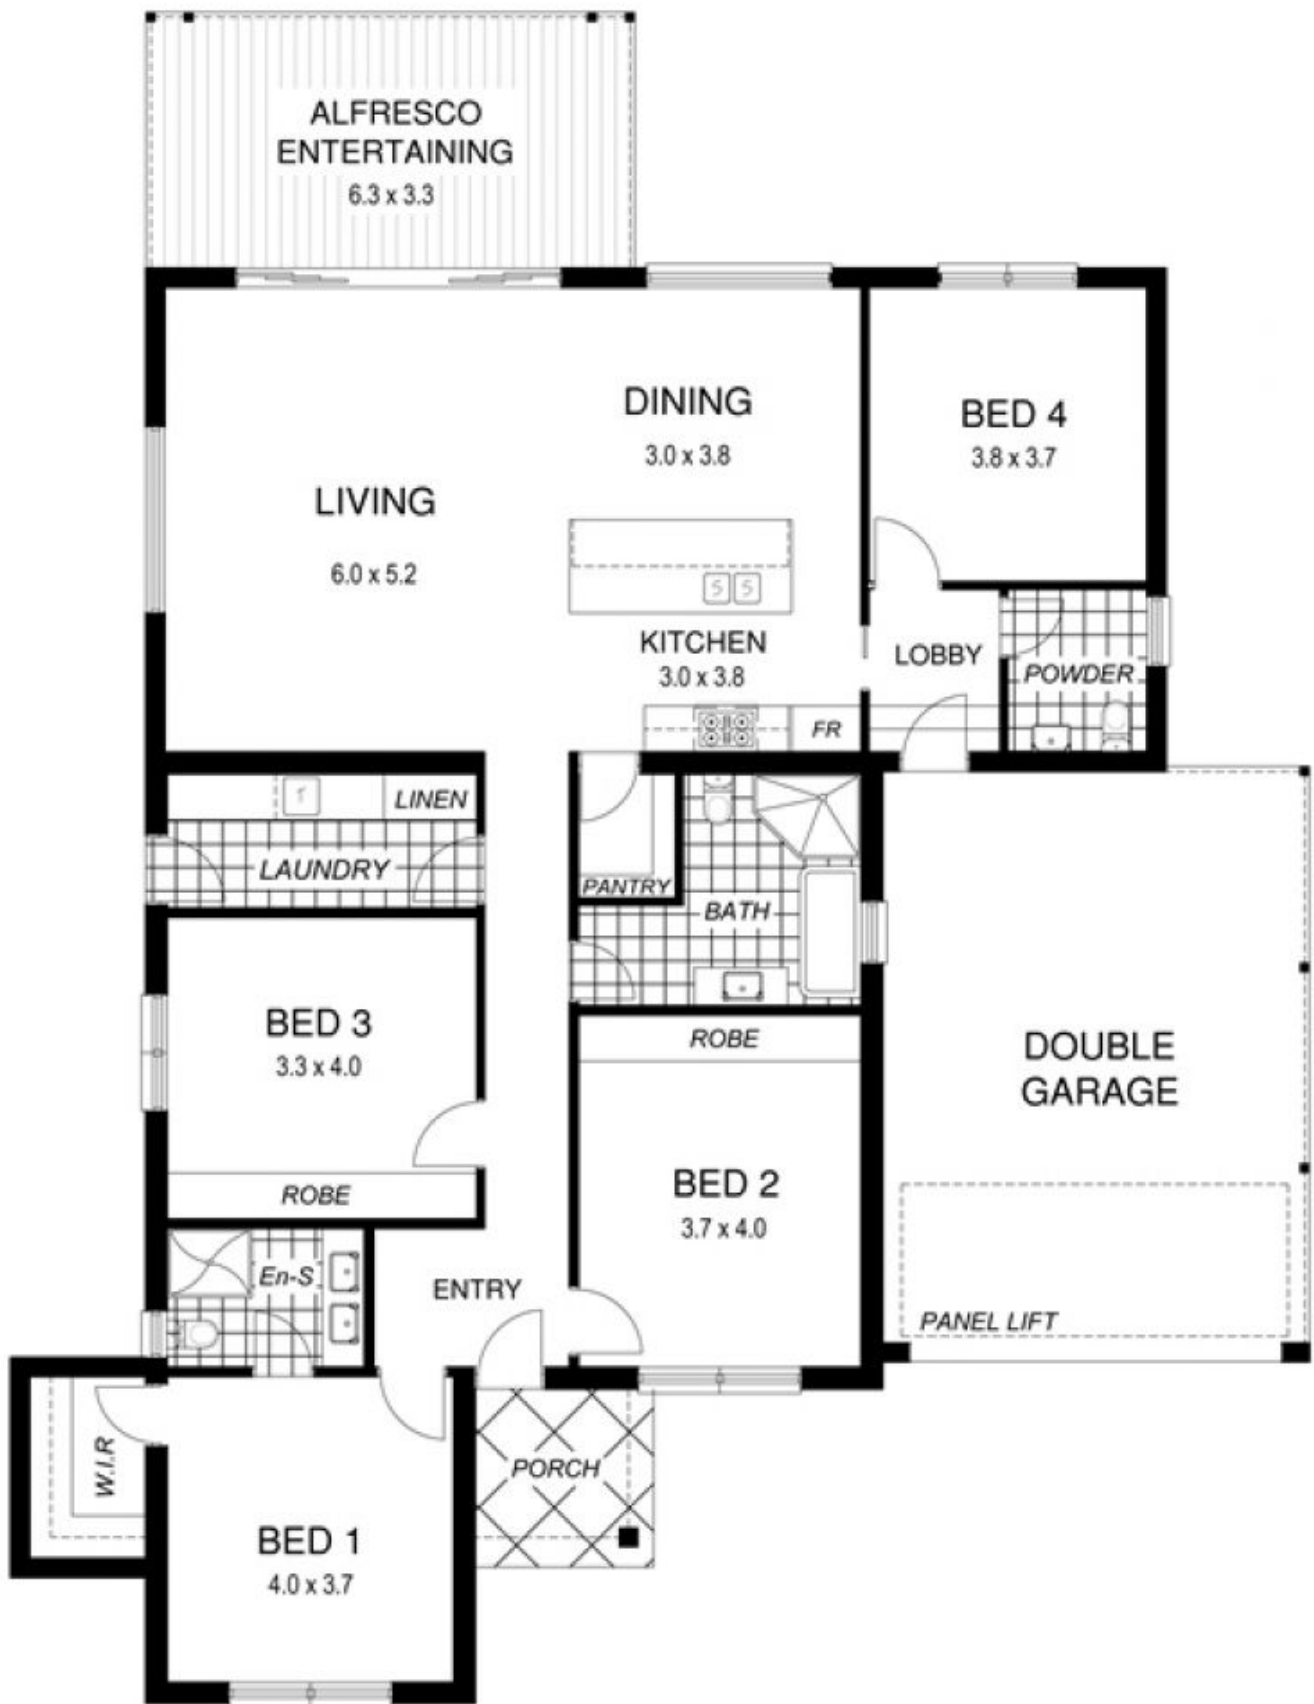 ALFRESCO
ENTERTAINING
6.3 x 3.3
DINING
3.0 x 3.8
BED 4
3.8 x 3.7
LIVING
6.0 x 5.2
S S
KITCHEN
3.0 x 3.8
LOBBY
POWDER
FR
T
LINEN
LAUNDRY
PANTRY
BATH
BED 3
3.3 x 4.0
ROBE
DOUBLE
GARAGE
ROBE
BED 2
3.7 x 4.0
En-S
ENTRY
PANEL LIFT
W.I.R
PORCH
BED 1
4.0 x 3.7